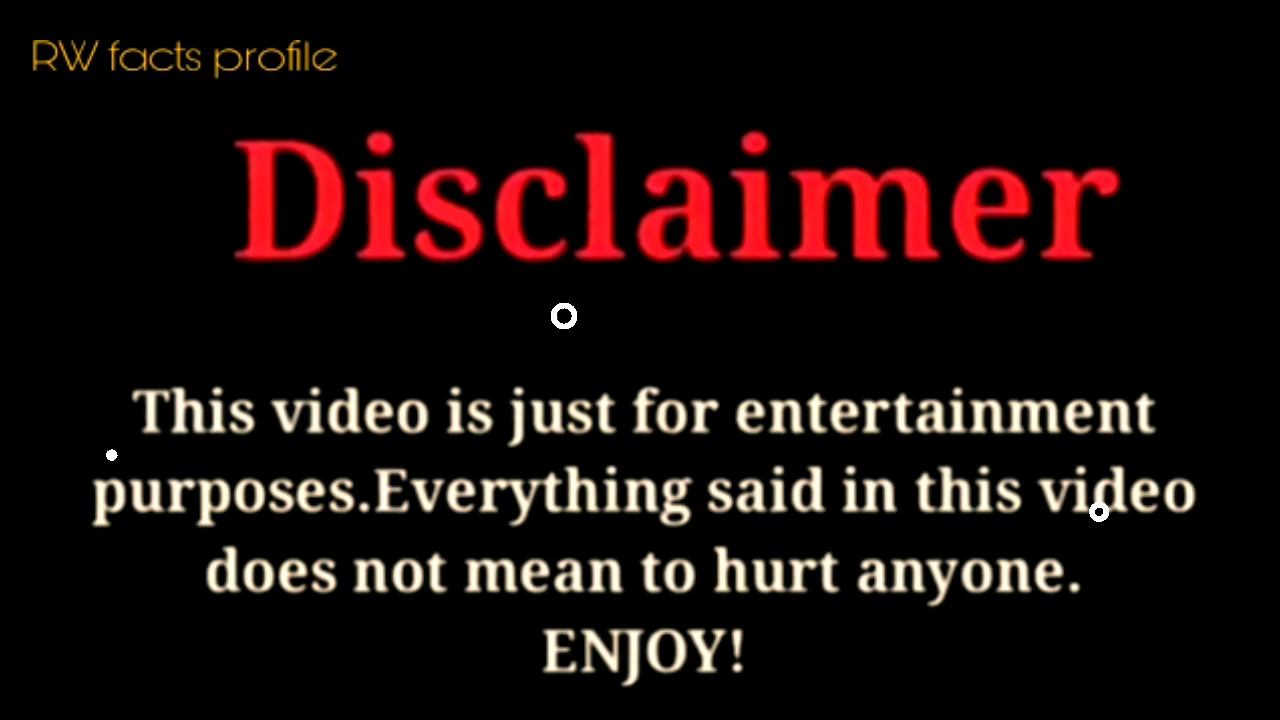 RW facts profile
Disclaimer
This video is just for entertainment
purposes.Everything said in this video
does not mean to hurt anyone.
ENJOY!